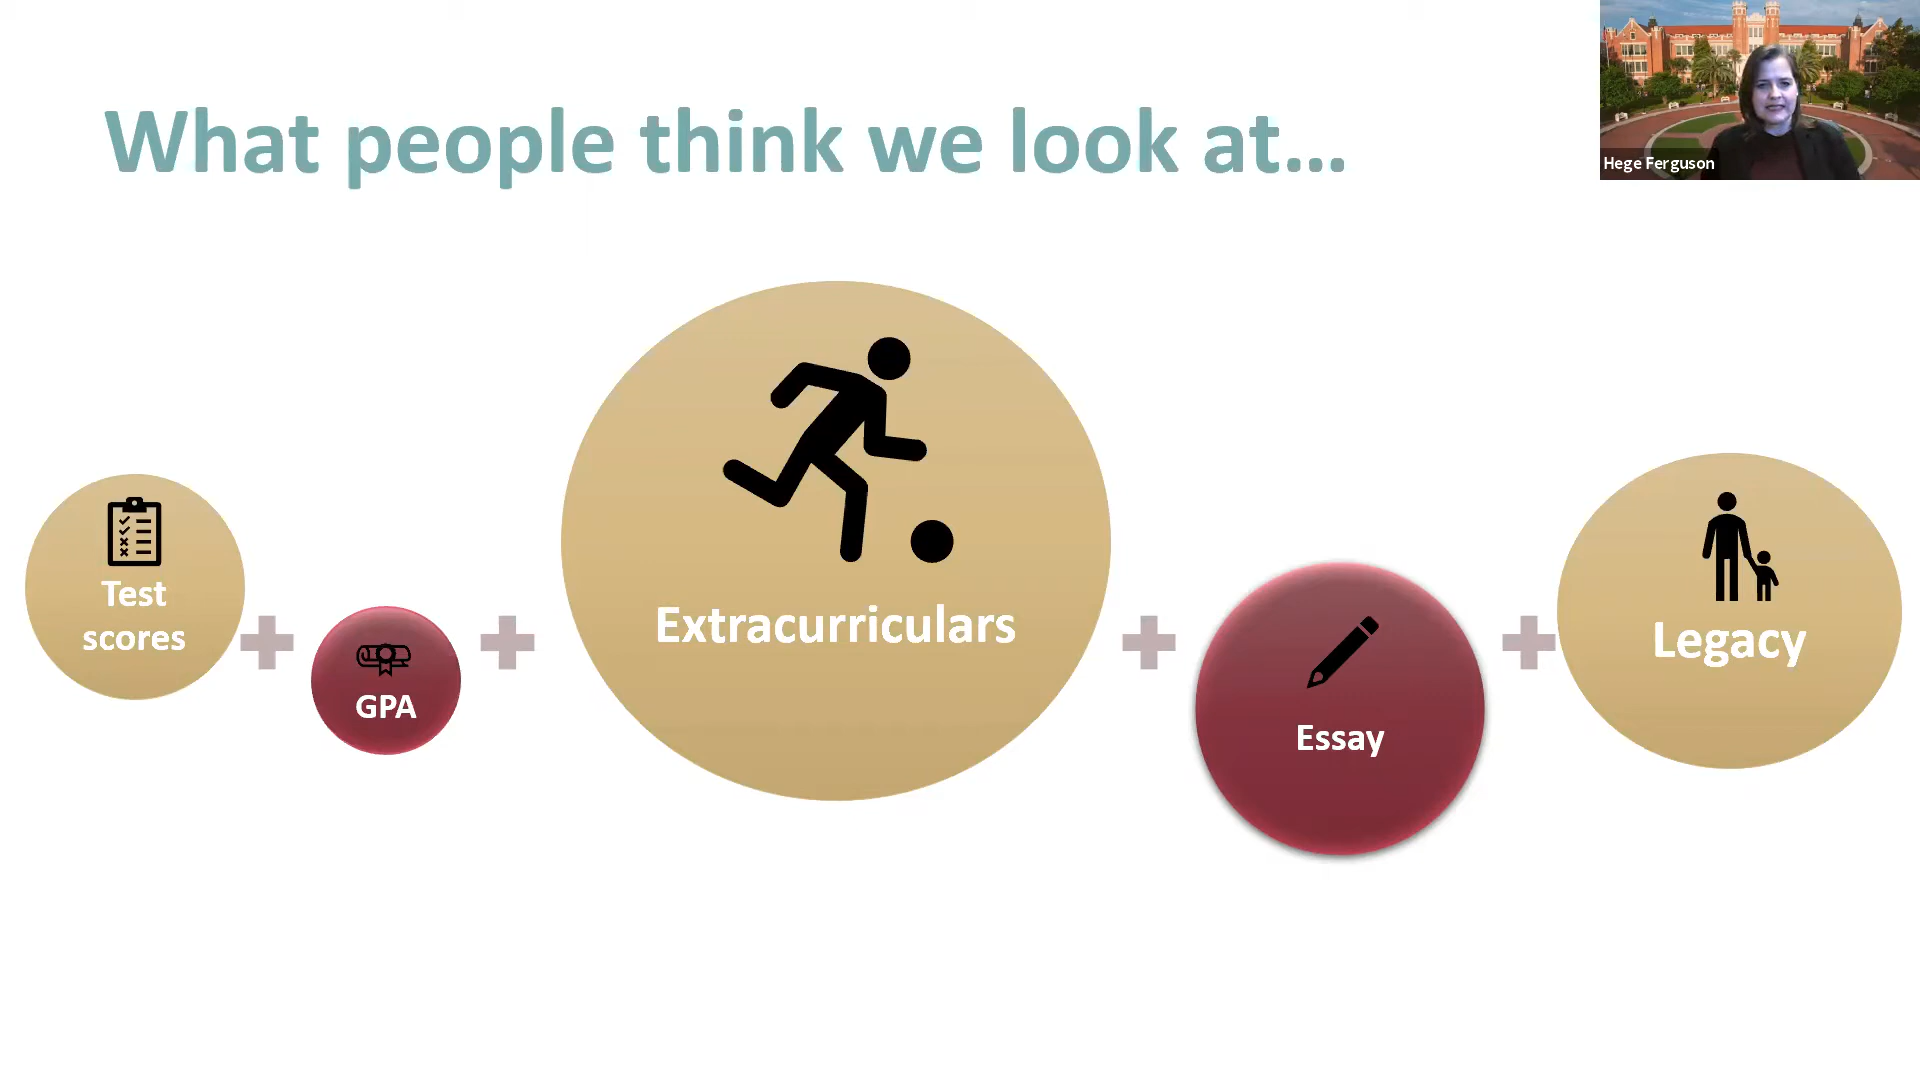 What people think we look at...
Hege Ferguson
Test
scores
GPA
Extracurriculars
Essay
Legacy